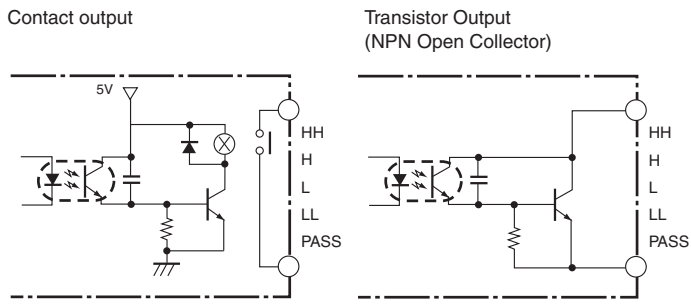 Contact output
5V
HH
H
L
LL
PASS
Transistor Output
(NPN Open Collector)
HH
H
L
LL
PASS